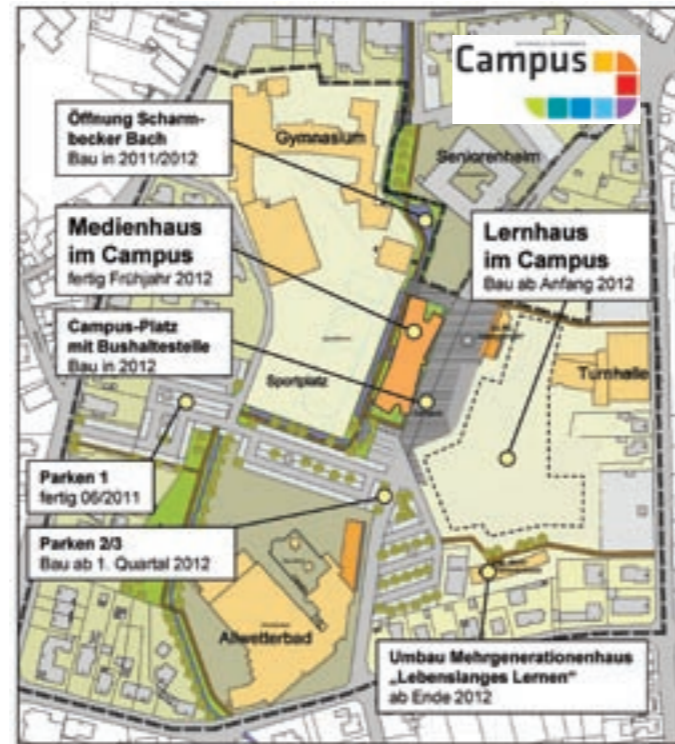 Campus
Öffnung Scharm-
becker Bach
Bau in 2011/2012
Gymnasium
Seniorenheim
Medienhaus
im Campus
fertig Frühjahr 2012
Lernhaus
im Campus
Bau ab Anfang 2012
Campus-Platz
mit Bushaltestelle
Bau in 2012
Sportplatz
Turnhalle
Parken 1
fertig 06/2011
Parken 2/3
Bau ab 1. Quartal 2012
Allwetterbad
Umbau Mehrgenerationenhaus
„Lebenslanges Lernen“
ab Ende 2012